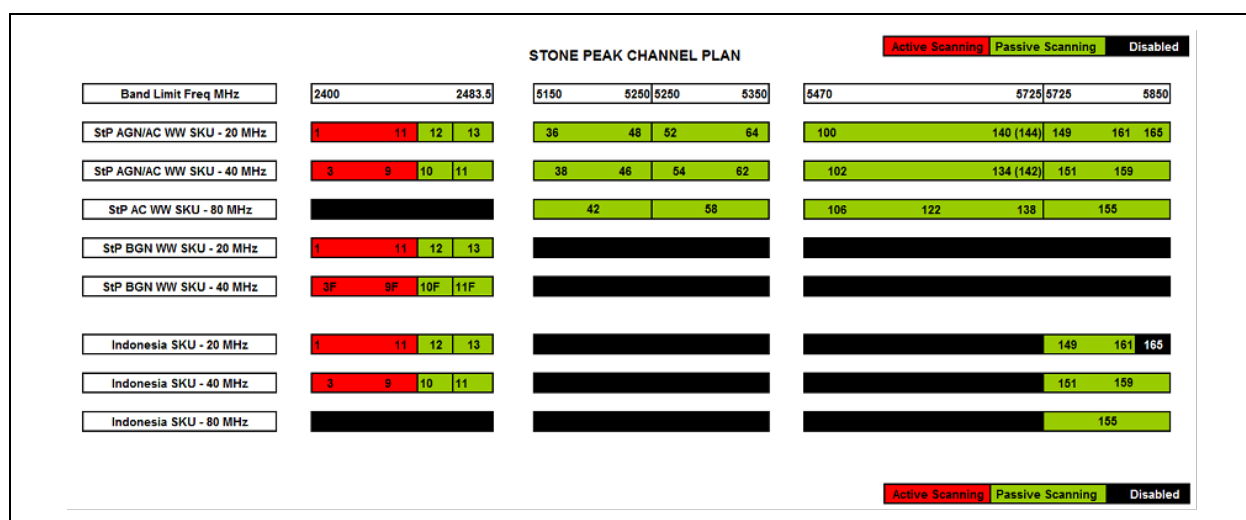 Active Scanning Passive Scanning Disabled
STONE PEAK CHANNEL PLAN
Band Limit Freq MHz 2400 2483.5 5150 5250 5250 5350 5470 5725 5725 5850
StP AGN/AC WW SKU - 20 MHz 1 11 12 13 36 48 52 64 100 140 (144) 149 161 165
StP AGN/AC WW SKU - 40 MHz 3 9 10 11 38 46 54 62 102 134 (142) 151 159
StP AC WW SKU - 80 MHz 42 58 106 122 138 155
StP BGN WW SKU - 20 MHz 1 11 12 13
StP BGN WW SKU - 40 MHz 3F 9F 10F 11F
Indonesia SKU - 20 MHz 1 11 12 13 149 161 165
Indonesia SKU - 40 MHz 3 9 10 11 151 159
Indonesia SKU - 80 MHz 155
Active Scanning Passive Scanning Disabled